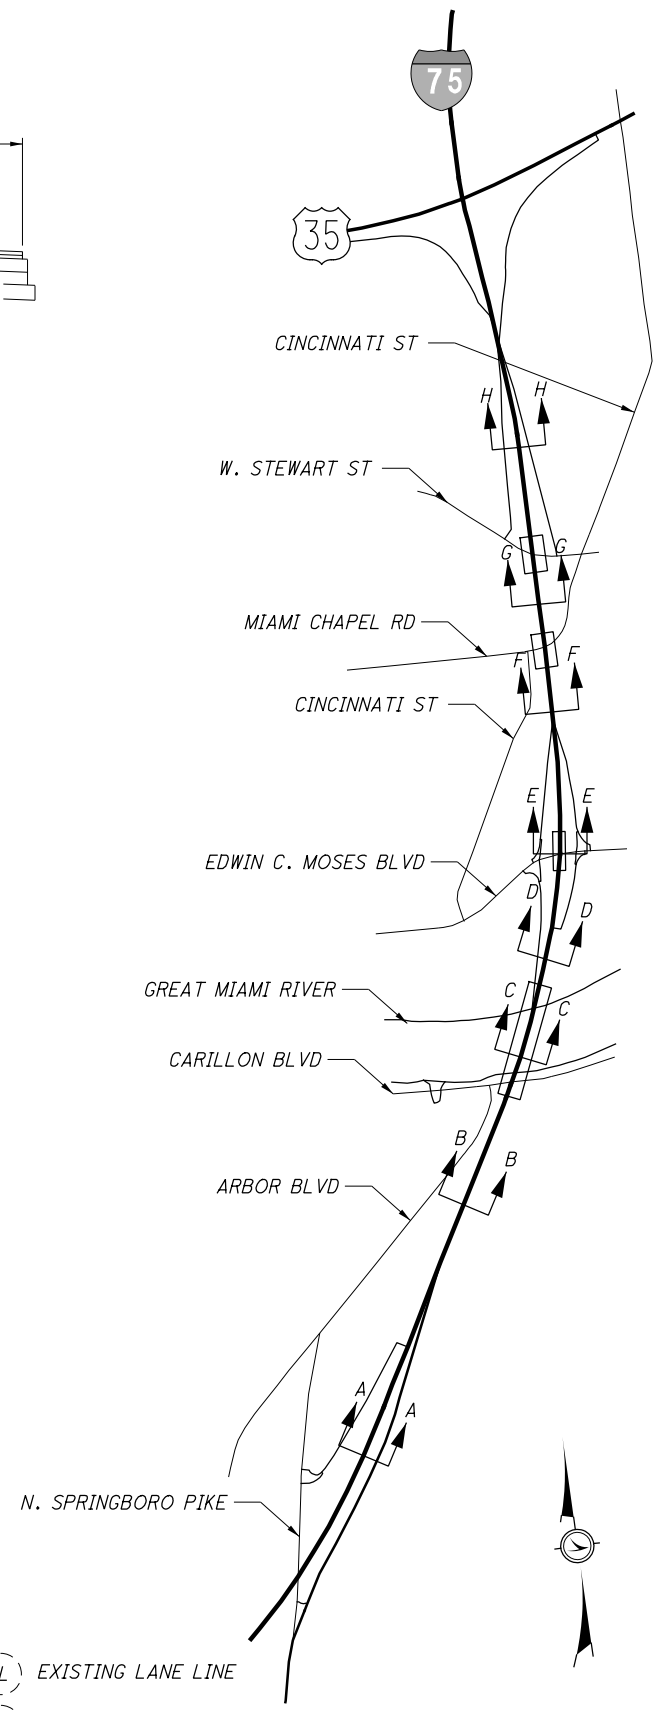 75
35
CINCINNATI ST
H H
W. STEWART ST
G G
MIAMI CHAPEL RD
F F
CINCINNATI ST
E E
EDWIN C. MOSES BLVD
D D
GREAT MIAMI RIVER
C C
CARILLON BLVD
B B
ARBOR BLVD
A A
N. SPRINGBORO PIKE
L EXISTING LANE LINE